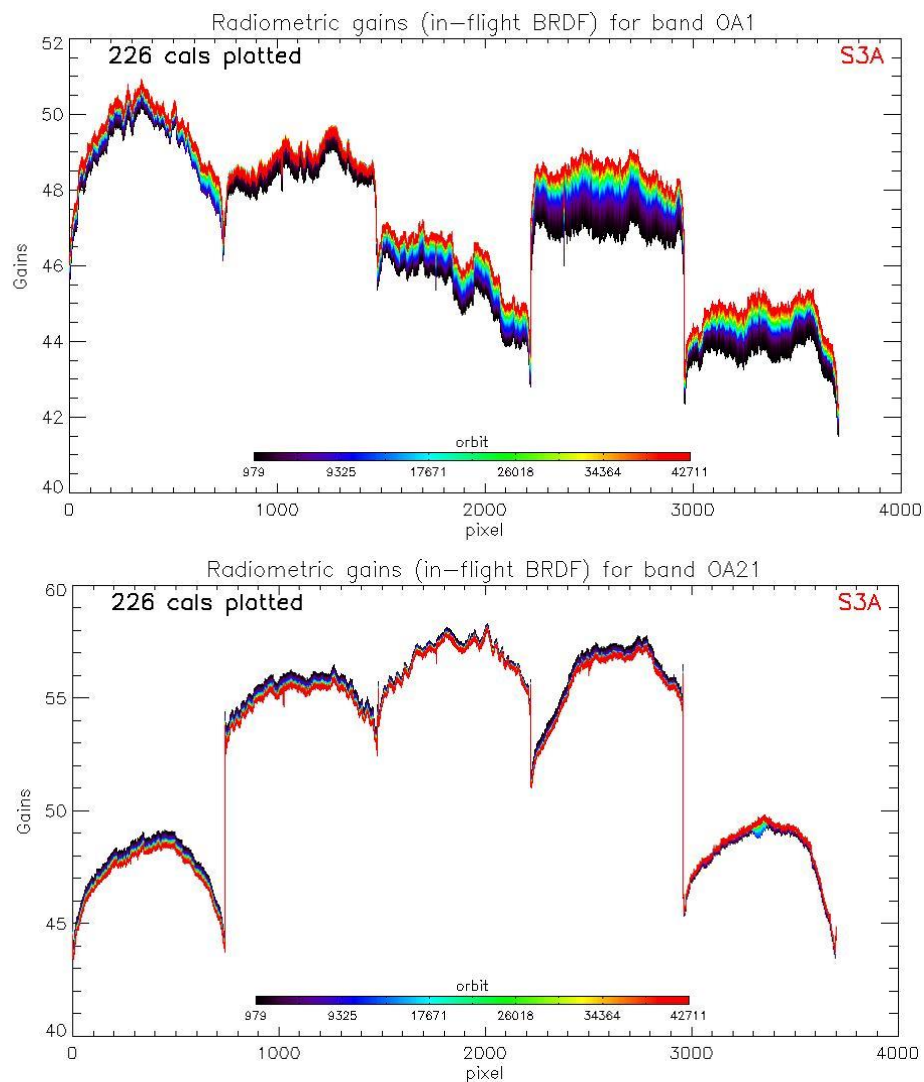 Radiometric gains (in-flight BRDF) for band OA1
226 cals plotted
S3A
52
50
48
46
44
42
40
Gains
orbit
979 9325 17671 26018 34364 42711
0 1000 2000 3000 4000
pixel
Radiometric gains (in-flight BRDF) for band OA21
226 cals plotted
S3A
60
55
50
45
40
Gains
orbit
979 9325 17671 26018 34364 42711
0 1000 2000 3000 4000
pixel